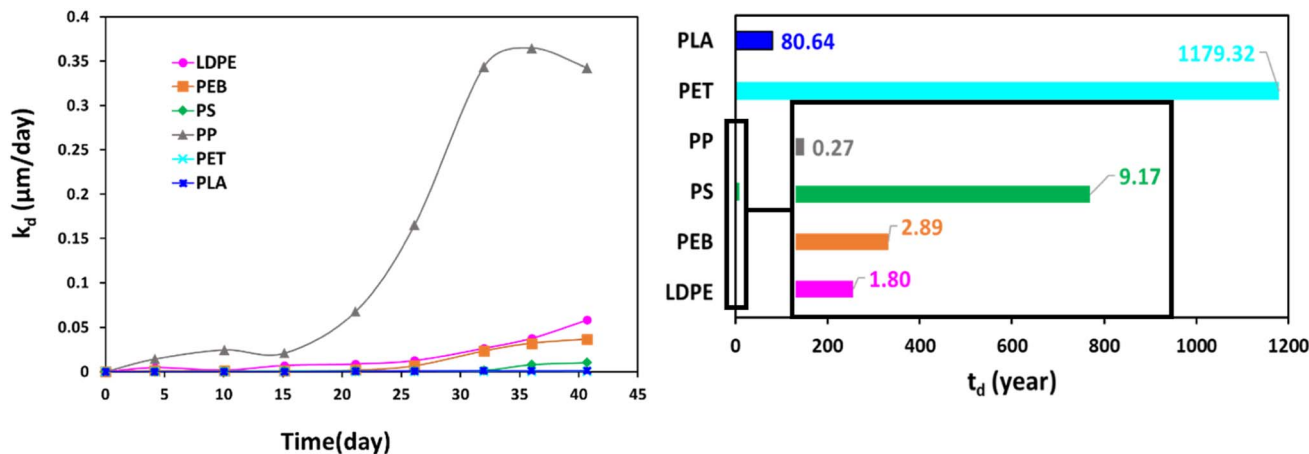 0.4
0.35
0.3
0.25
0.2
0.15
0.1
0.05
0
k_d (μm/day)
LDPE
PEB
PS
PP
PET
PLA
0 5 10 15 20 25 30 35 40 45
Time(day)
PLA 80.64
PET 1179.32
PP 0.27
PS 9.17
PEB 2.89
LDPE 1.80
0 200 400 600 800 1000 1200
t_d (year)